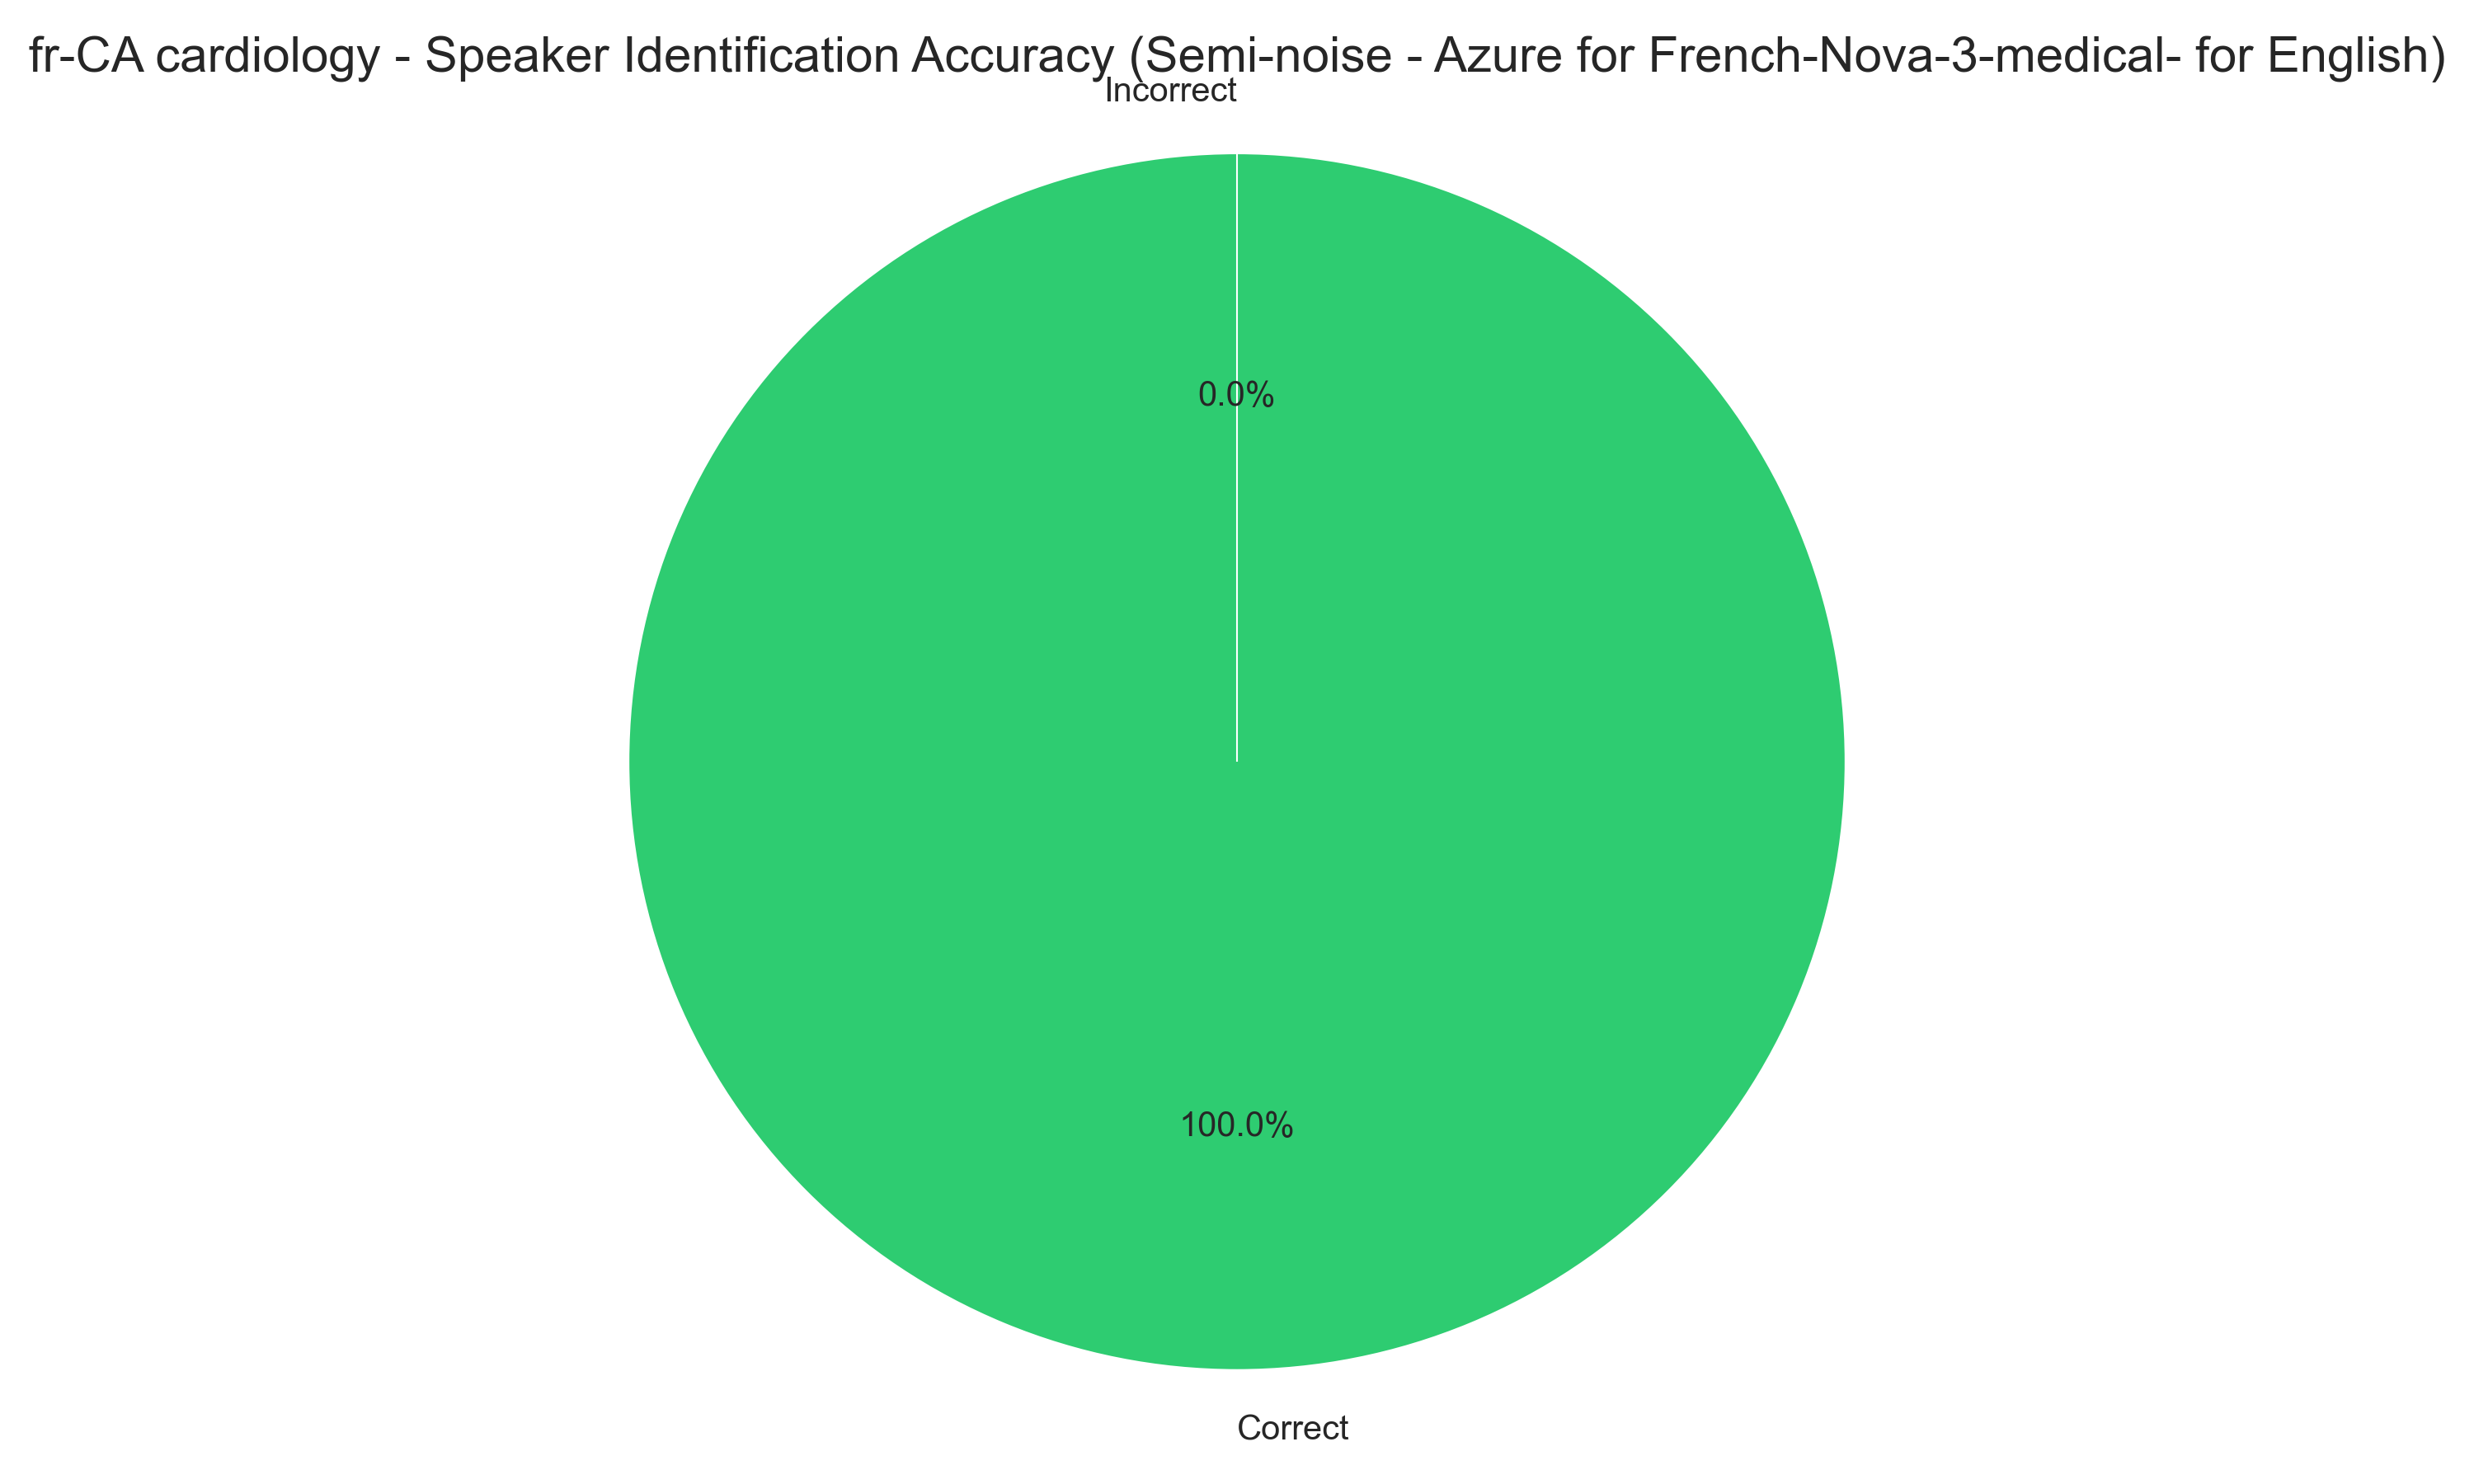 fr-CA cardiology - Speaker Identification Accuracy (Semi-noise - Azure for French-Nova-3-medical- for English)
Incorrect
0.0%
100.0%
Correct